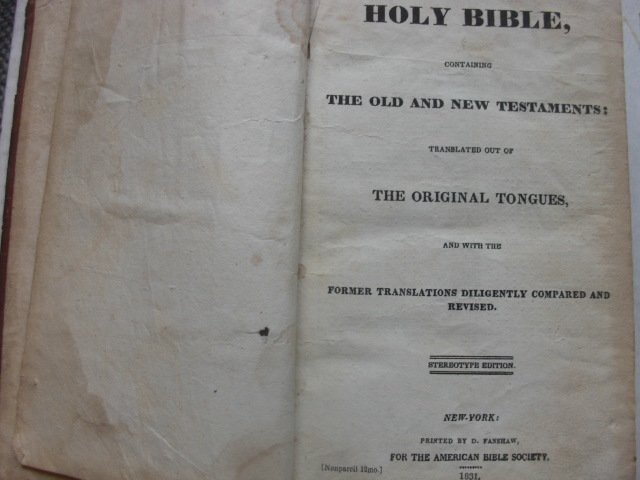 HOLY BIBLE,
CONTAINING
THE OLD AND NEW TESTAMENTS:
TRANSLATED OUT OF
THE ORIGINAL TONGUES,
AND WITH THE
FORMER TRANSLATIONS DILIGENTLY COMPARED AND
REVISED.
STEREOTYPE EDITION.
NEW-YORK:
PRINTED BY D. FANSHAW,
FOR THE AMERICAN BIBLE SOCIETY.
[Nonpareil 12mo.]
1831.